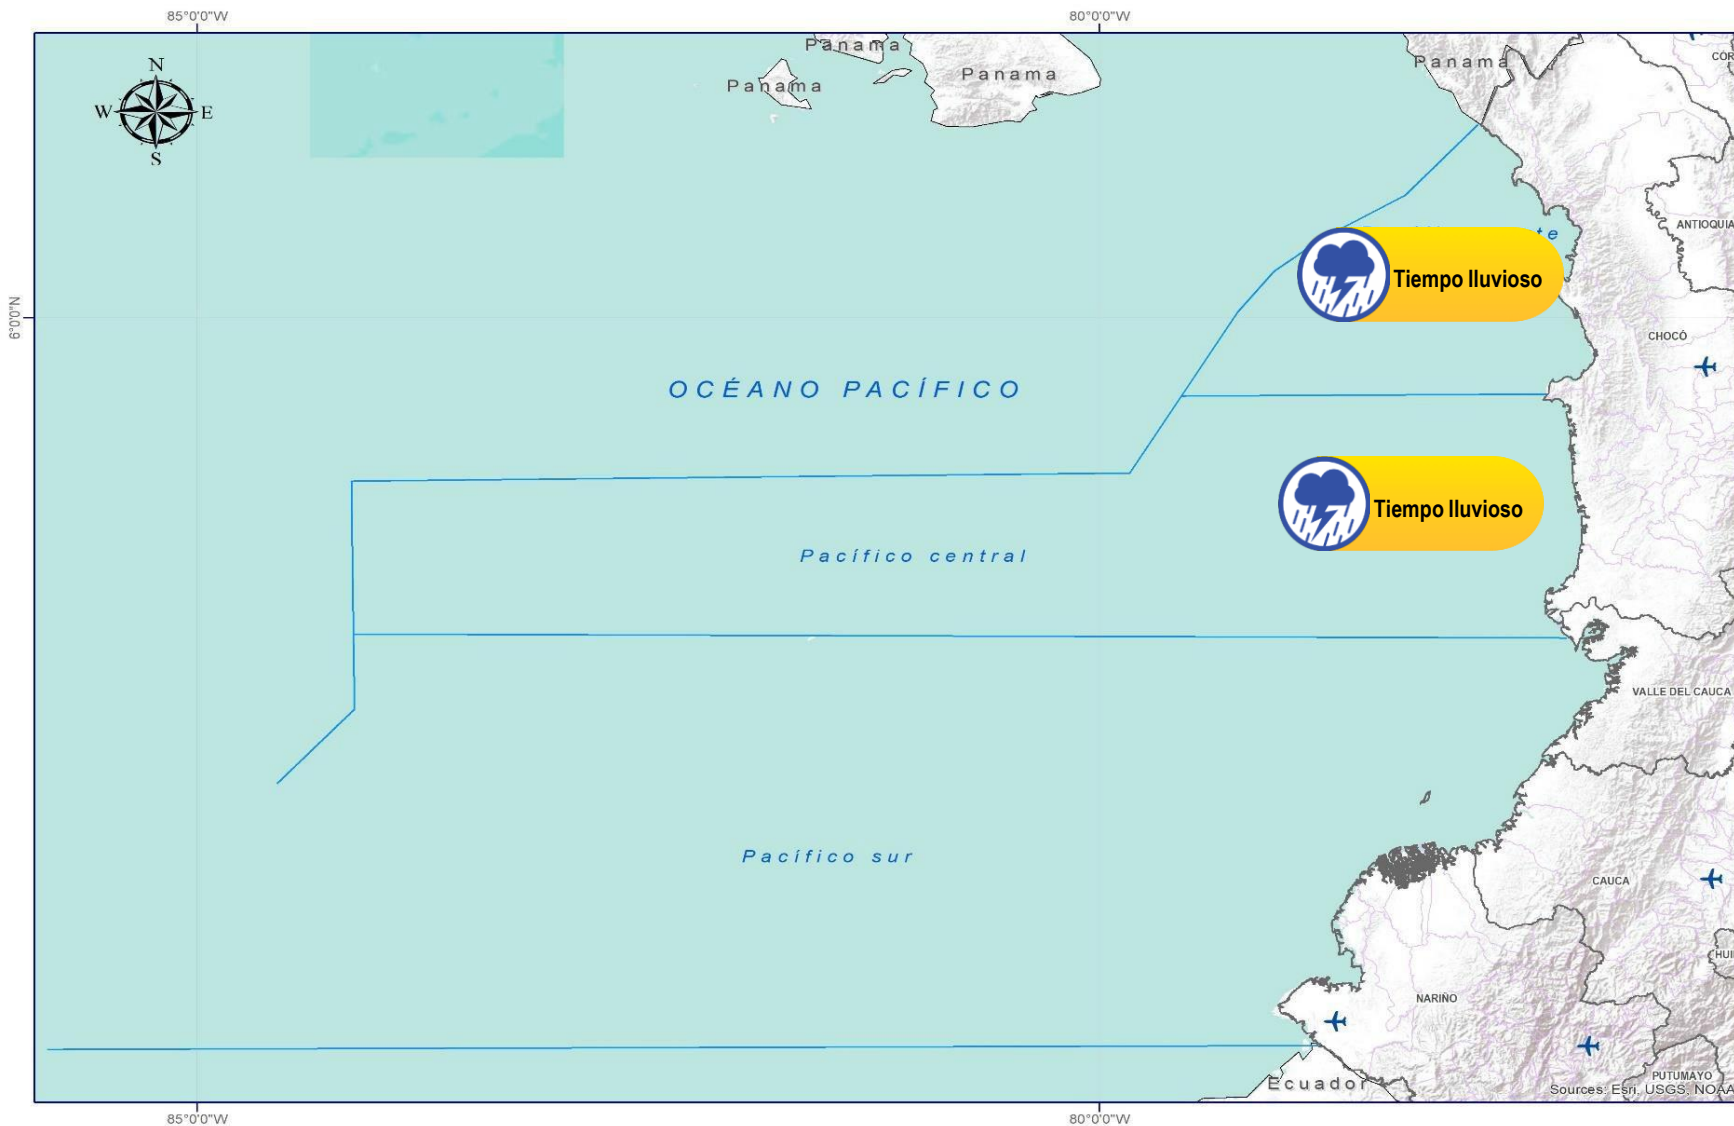 85°0'0"W 80°0'0"W
N
W E
S
Panama
Panama
Panama
Panama
CÓR
ANTIOQUIA
te
Tiempo lluvioso
6°0'0"N
CHOCÓ
OCÉANO PACÍFICO
Tiempo lluvioso
Pacífico central
VALLE DEL CAUCA
Pacífico sur
CAUCA
HUI
NARIÑO
PUTUMAYO
Ecuador
Sources: Esri, USGS, NOAA
85°0'0"W 80°0'0"W